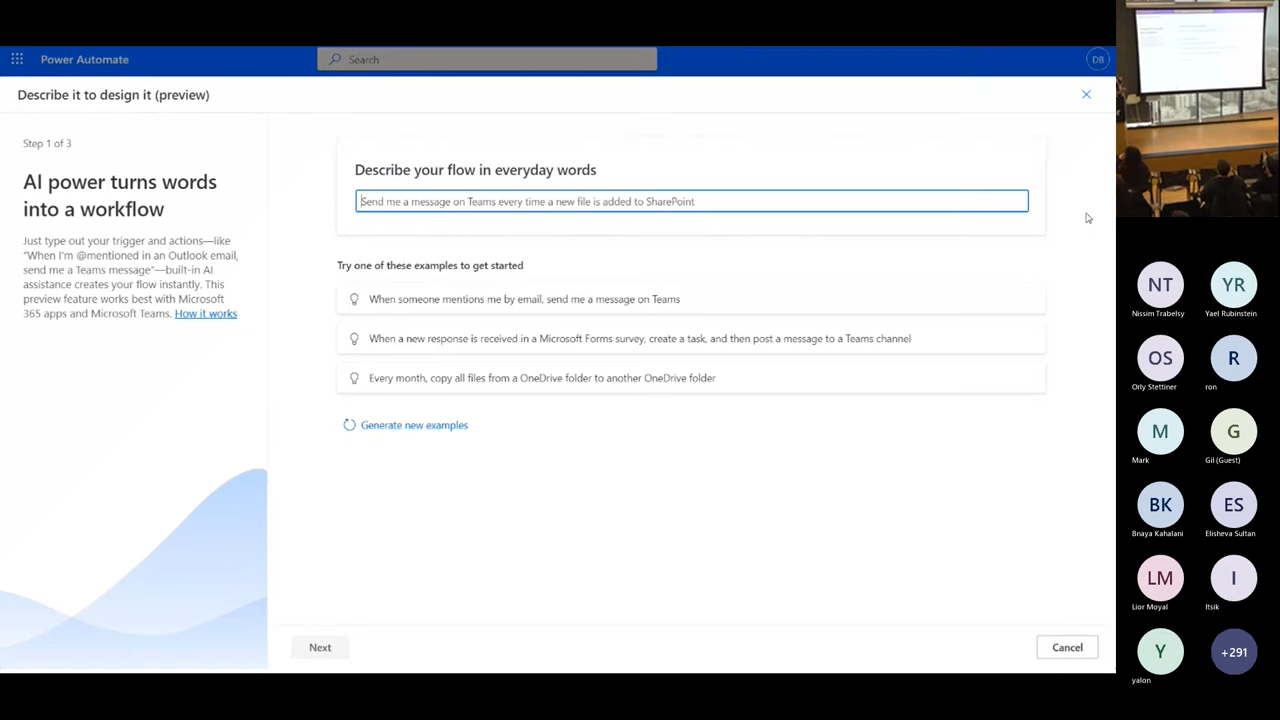 Power Automate
Search
DB
Describe it to design it (preview)
Step 1 of 3
AI power turns words
into a workflow
Just type out your trigger and actions—like
"When I'm @mentioned in an Outlook email,
send me a Teams message"—built-in AI
assistance creates your flow instantly. This
preview feature works best with Microsoft
365 apps and Microsoft Teams. How it works
Describe your flow in everyday words
Send me a message on Teams every time a new file is added to SharePoint
Try one of these examples to get started
When someone mentions me by email, send me a message on Teams
When a new response is received in a Microsoft Forms survey, create a task, and then post a message to a Teams channel
Every month, copy all files from a OneDrive folder to another OneDrive folder
Generate new examples
Next
Cancel
NT
Nissim Trabelsy
YR
Yael Rubinstein
OS
Orly Stettiner
R
ron
M
Mark
G
Gil (Guest)
BK
Bnaya Kahalani
ES
Elisheva Sultan
LM
Lior Moyal
I
Itsik
Y
yalon
+291